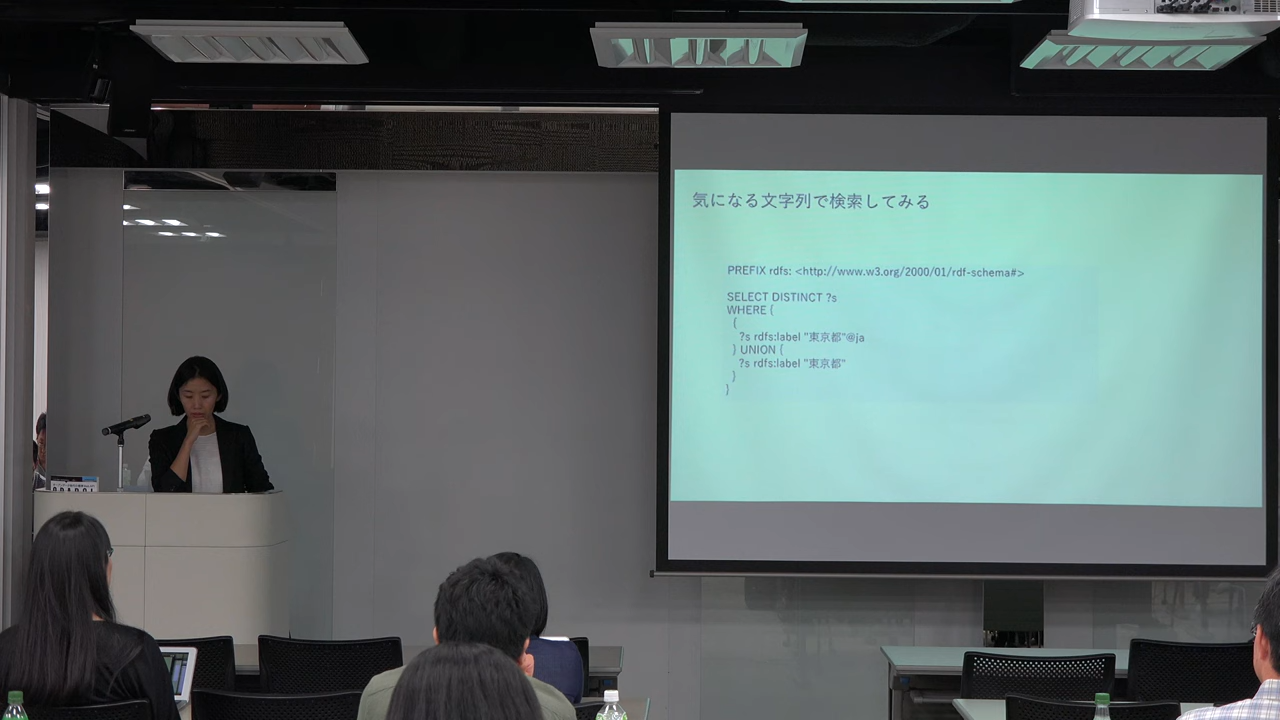 気になる文字列で検索してみる
PREFIX rdfs: <http://www.w3.org/2000/01/rdf-schema#>
SELECT DISTINCT ?s
WHERE {
{
?s rdfs:label "東京都"@ja
} UNION {
?s rdfs:label "東京都"
}
}